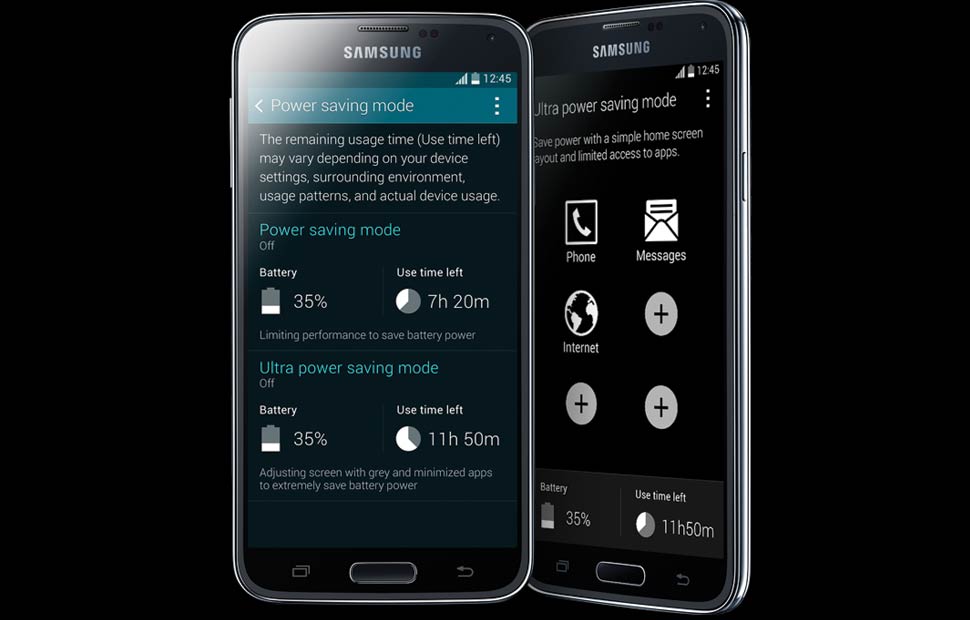 SAMSUNG
12:45
Power saving mode
The remaining usage time (Use time left)
may vary depending on your device
settings, surrounding environment,
usage patterns, and actual device usage.
Power saving mode
Off
Battery
Use time left
35%
7h 20m
Limiting performance to save battery power
Ultra power saving mode
Off
Battery
Use time left
35%
11h 50m
Adjusting screen with grey and minimized apps
to extremely save battery power
SAMSUNG
12:45
Ultra power saving mode
Save power with a simple home screen
layout and limited access to apps.
Phone
Messages
Internet
Battery
Use time left
35%
11h50m